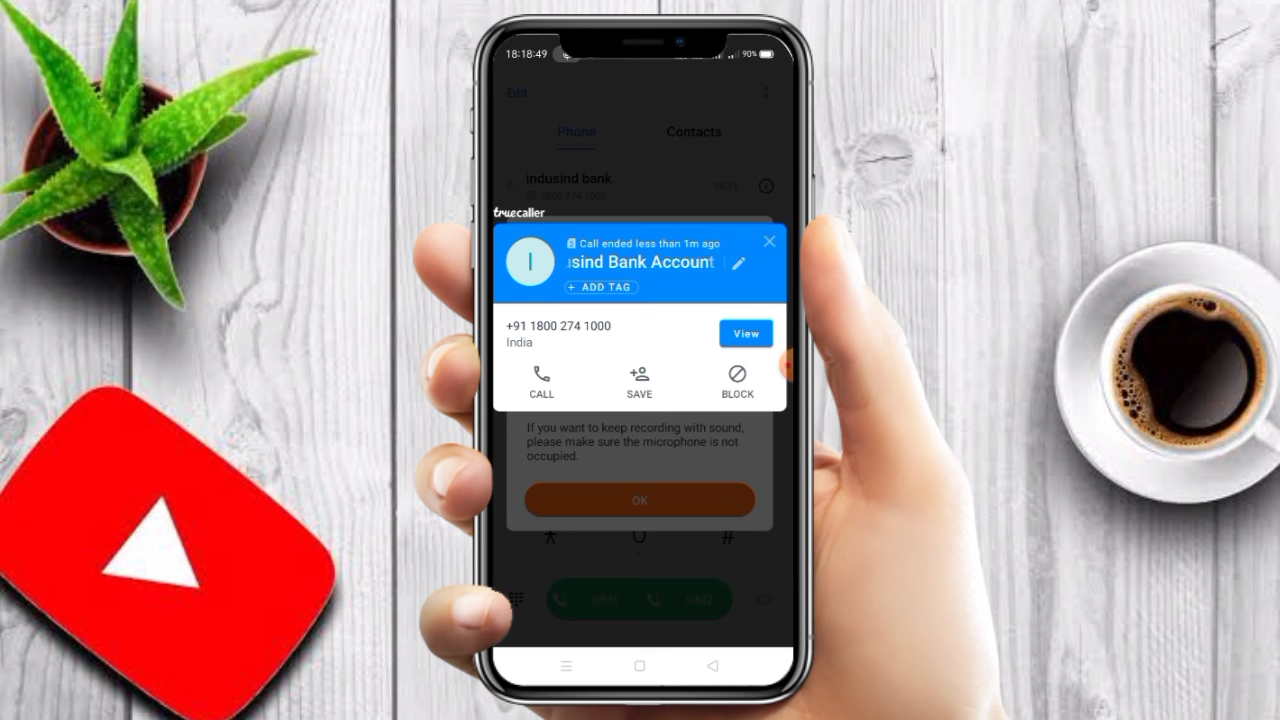 18:18:49
90%
Edit
Phone
Contacts
indusind bank
1800 274 1000
18:18
truecaller
I
Call ended less than 1m ago
sind Bank Account
+ ADD TAG
+91 1800 274 1000
India
View
CALL
SAVE
BLOCK
If you want to keep recording with sound,
please make sure the microphone is not
occupied.
OK
* 0 #
SIM1
SIM2